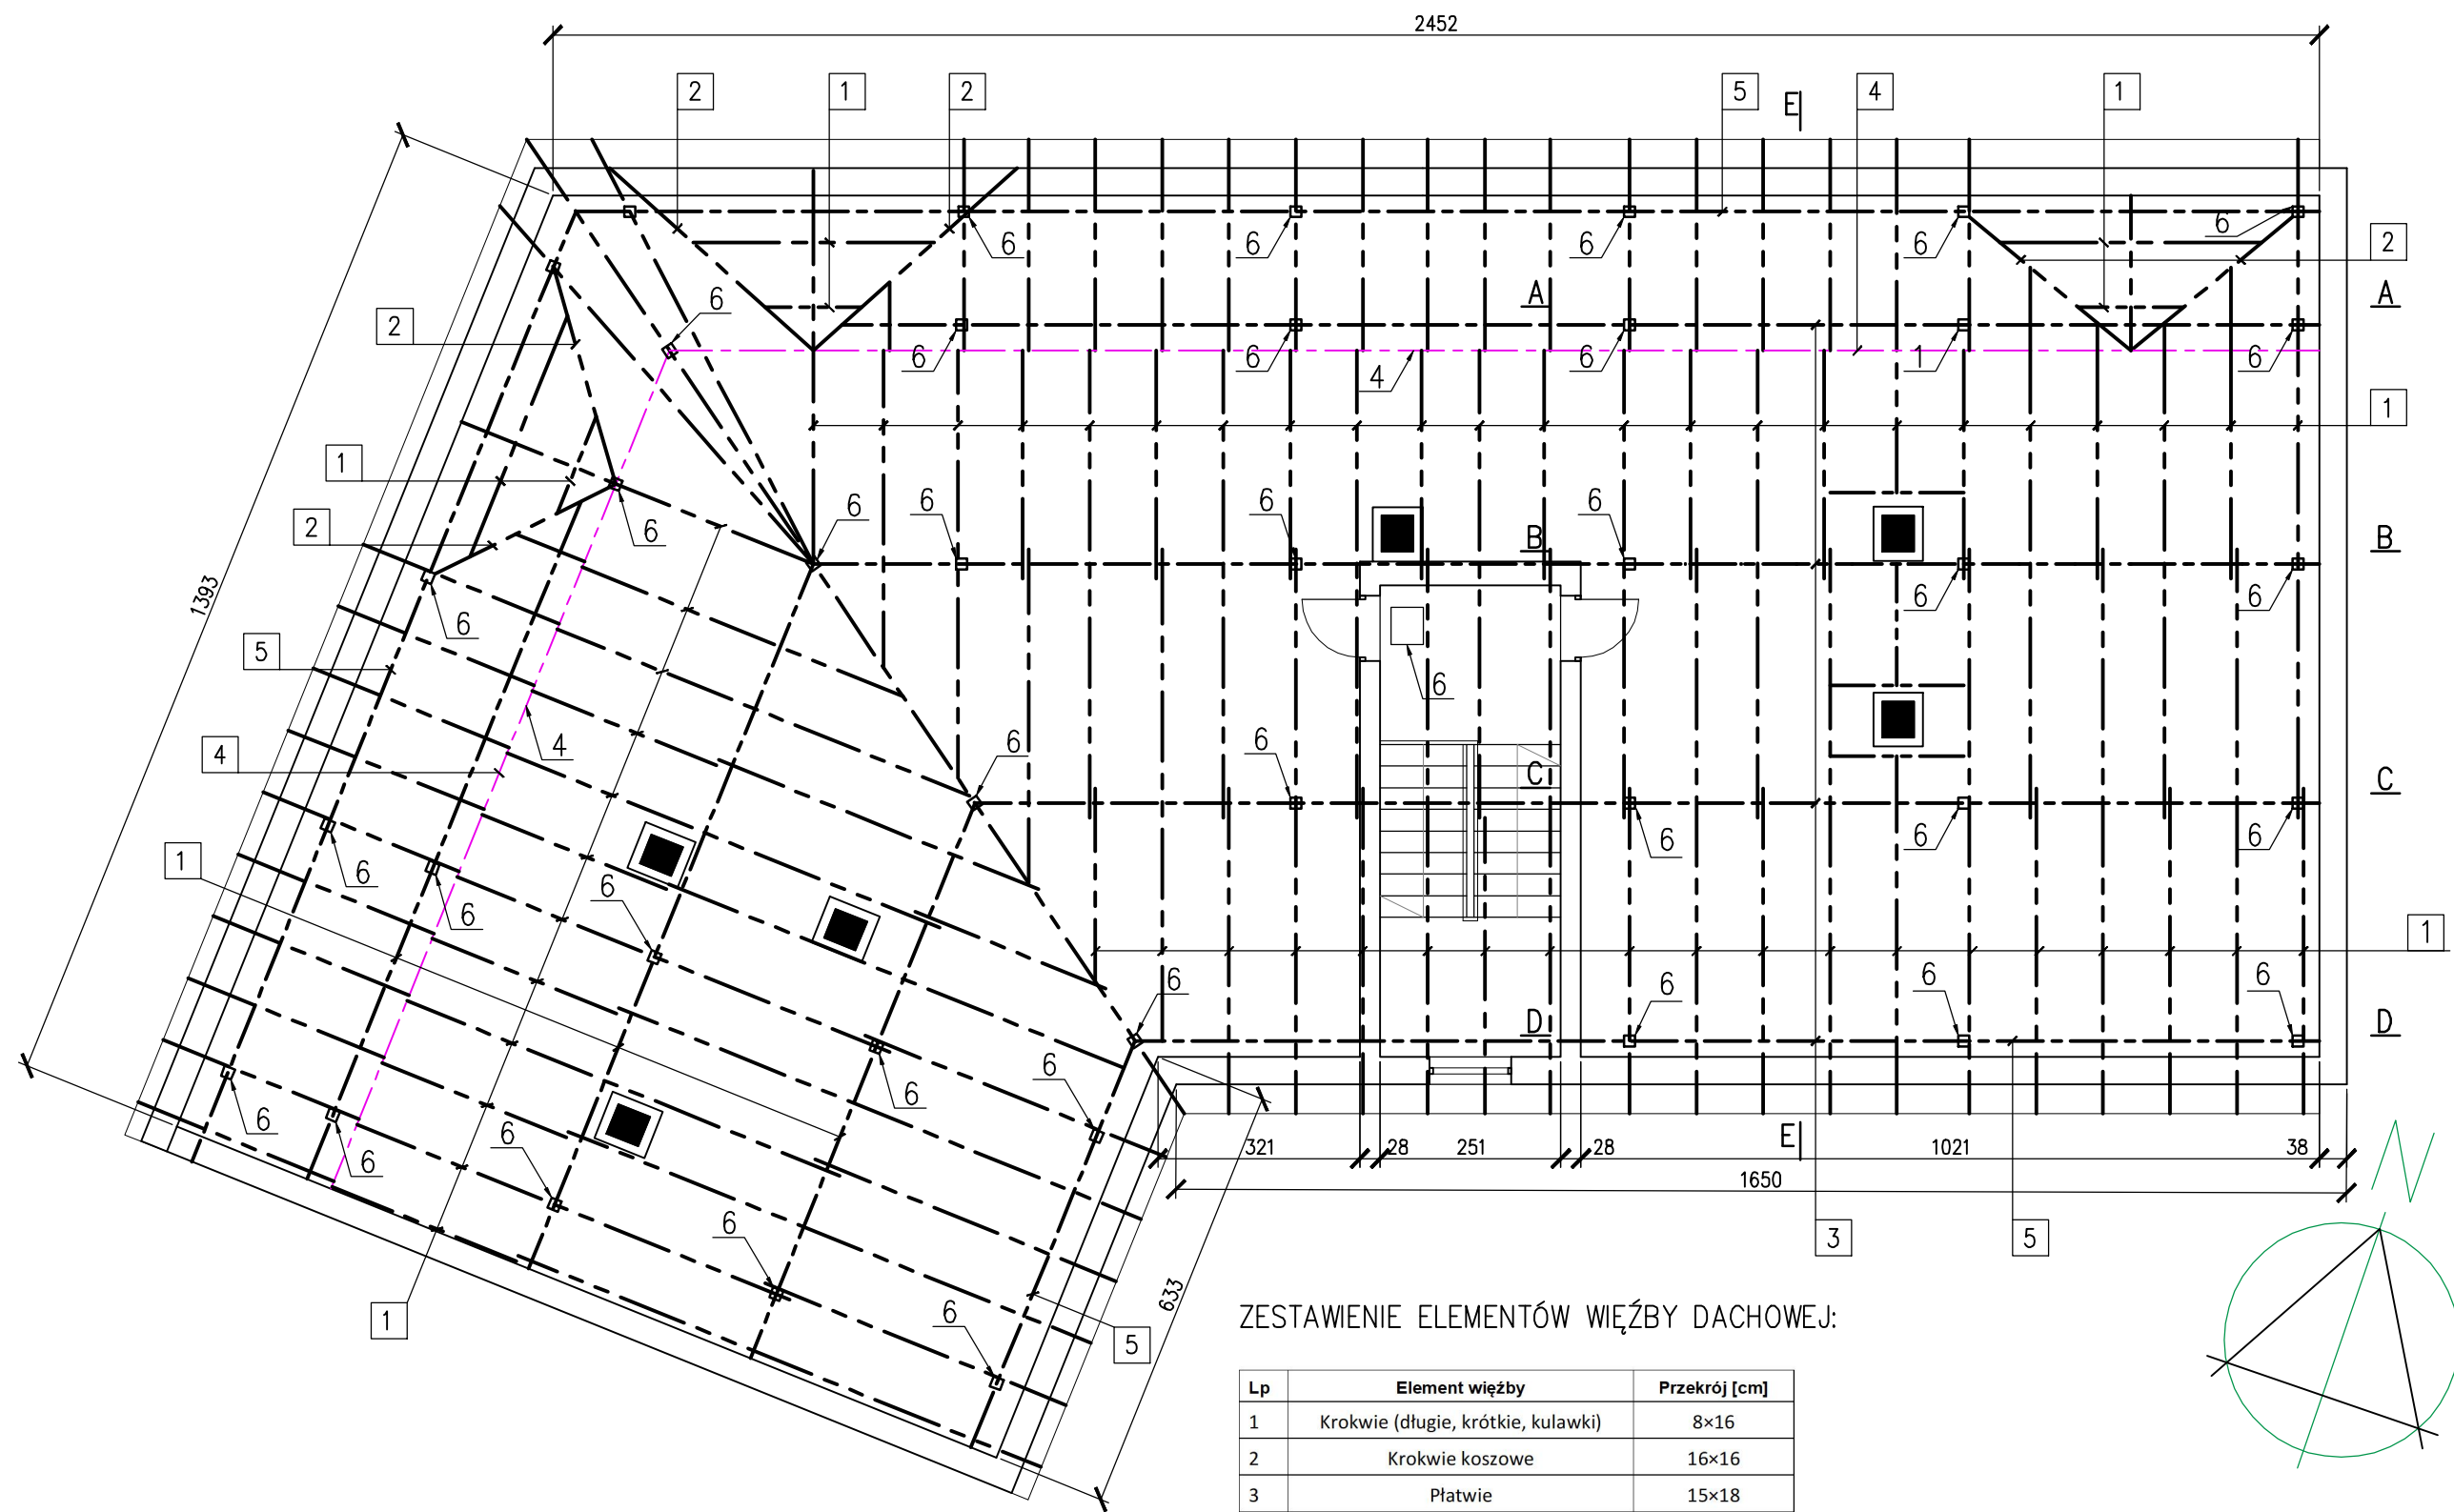 2452
2 1 2 5 E 4 1
6 6 6 6 6 6 2
A A
2 6
6 6 6 1 6
4
1
1 6 6 6 6
2 6
B B
1393
6 6 6
5 6
4 4 6 6
C C
6 6 6
1 6 6 6
1
6 6 6 6
D D
6 6 6
321 28 251 28 E 1021 38
6 6
1650
N
6 3 5
633
1 6 5
ZESTAWIENIE ELEMENTÓW WIĘŹBY DACHOWEJ:
Lp Element więźby Przekrój [cm]
1 Krokwie (długie, krótkie, kulawki) 8×16
2 Krokwie koszowe 16×16
3 Płatwie 15×18